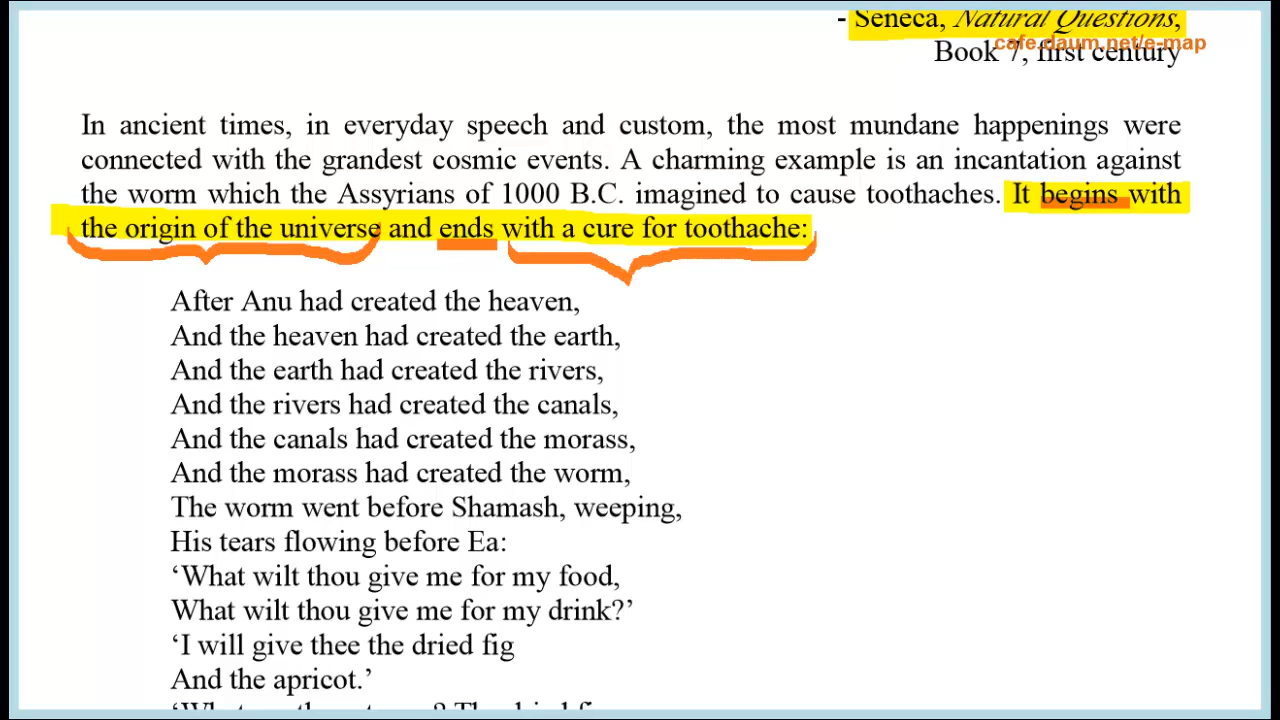 - Seneca, Natural Questions,
cafe.daum.net/e-map
Book 7, first century
In ancient times, in everyday speech and custom, the most mundane happenings were
connected with the grandest cosmic events. A charming example is an incantation against
the worm which the Assyrians of 1000 B.C. imagined to cause toothaches. It begins with
the origin of the universe and ends with a cure for toothache:
After Anu had created the heaven,
And the heaven had created the earth,
And the earth had created the rivers,
And the rivers had created the canals,
And the canals had created the morass,
And the morass had created the worm,
The worm went before Shamash, weeping,
His tears flowing before Ea:
‘What wilt thou give me for my food,
What wilt thou give me for my drink?’
‘I will give thee the dried fig
And the apricot.’